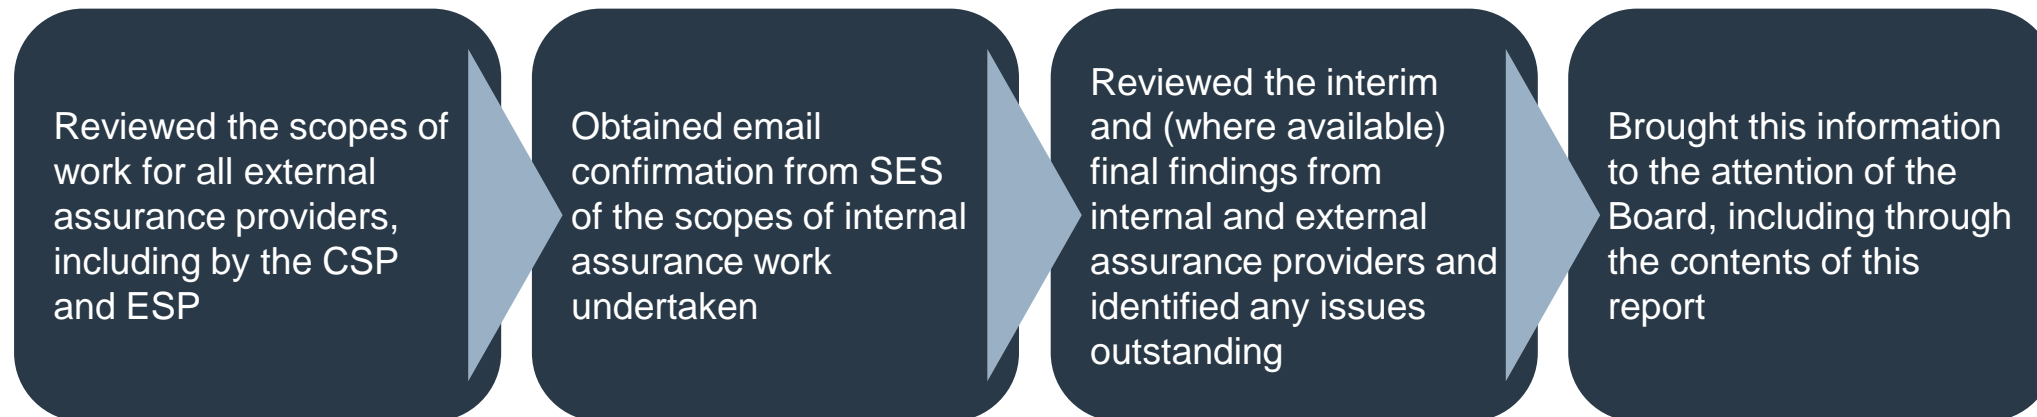 Reviewed the scopes of
work for all external
assurance providers,
including by the CSP
and ESP
Obtained email
confirmation from SES
of the scopes of internal
assurance work
undertaken
Reviewed the interim
and (where available)
final findings from
internal and external
assurance providers and
identified any issues
outstanding
Brought this information
to the attention of the
Board, including through
the contents of this
report